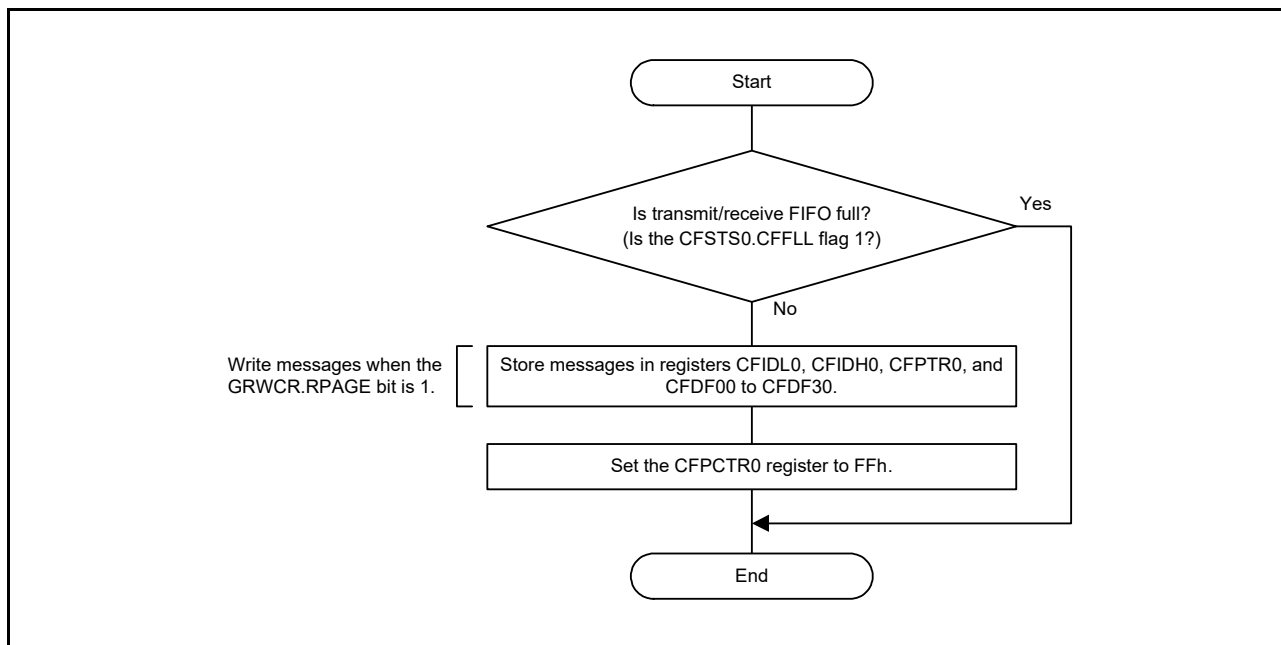 Start
Is transmit/receive FIFO full?
(Is the CFSTS0.CFFLL flag 1?)
Yes
No
Write messages when the
GRWCR.RPAGE bit is 1.
Store messages in registers CFIDL0, CFIDH0, CFPTR0, and
CFDF00 to CFDF30.
Set the CFPCTR0 register to FFh.
End